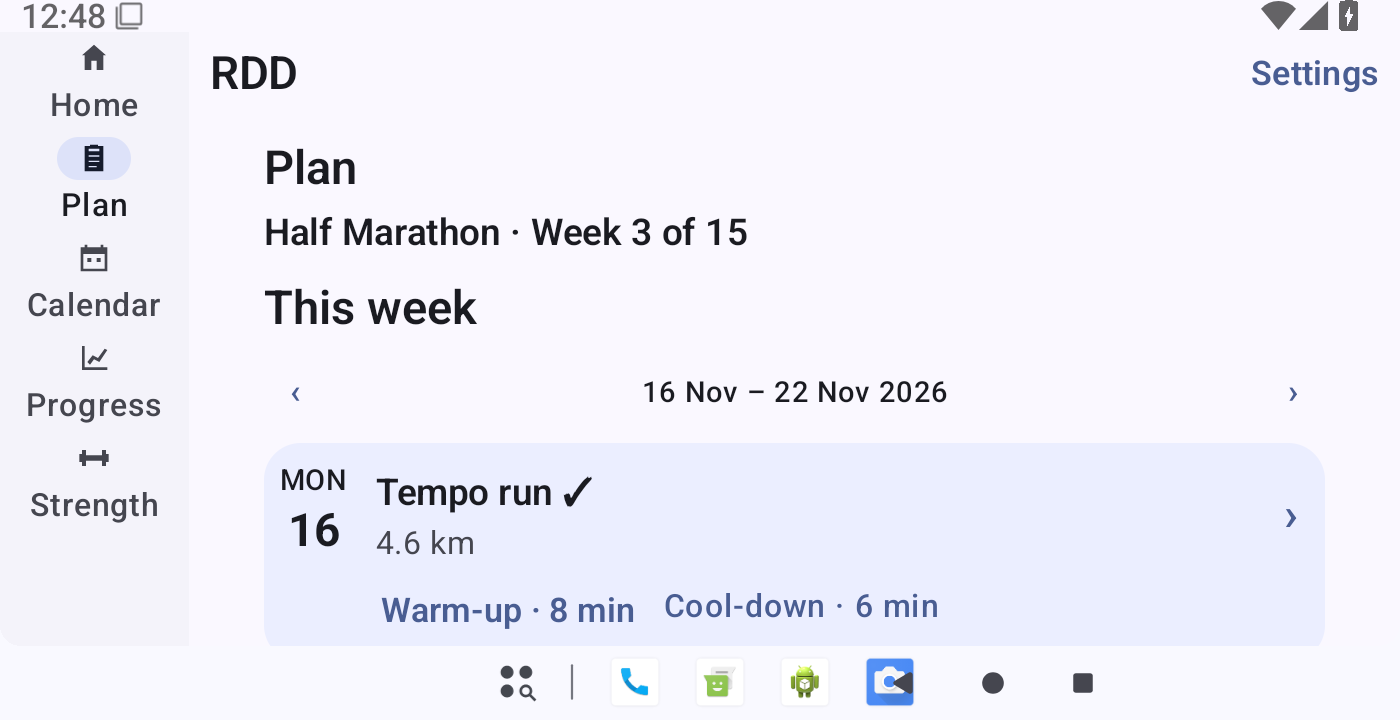 12:48
Home
Plan
Calendar
Progress
Strength
RDD
Settings
Plan
Half Marathon · Week 3 of 15
This week
‹ 16 Nov – 22 Nov 2026 ›
MON
16
Tempo run ✓
4.6 km
›
Warm-up · 8 min
Cool-down · 6 min